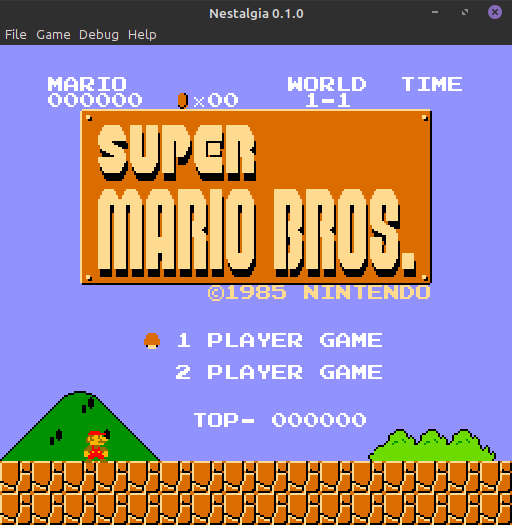 Nestalgia 0.1.0
File Game Debug Help
MARIO WORLD TIME
000000 ×00 1-1
SUPER
MARIO BROS.
©1985 NINTENDO
1 PLAYER GAME
2 PLAYER GAME
TOP- 000000